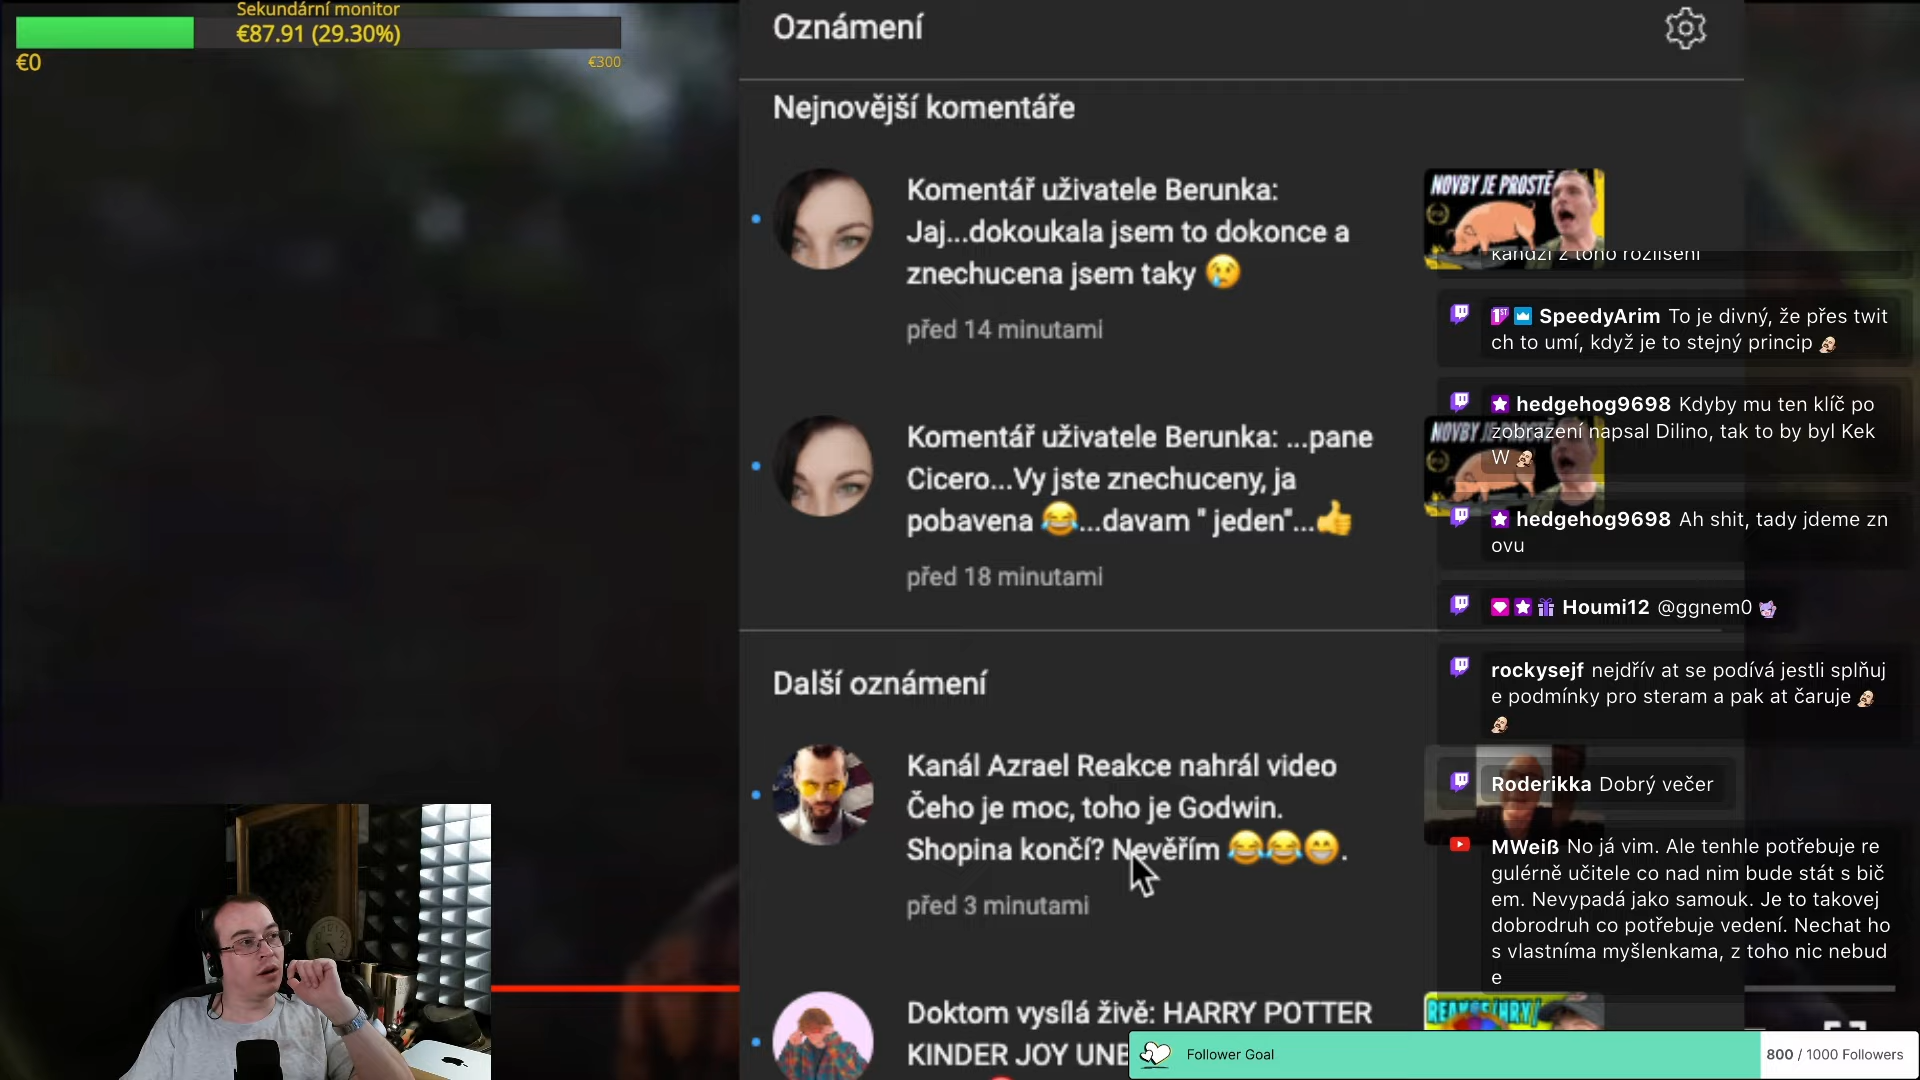 Sekundární monitor
€87.91 (29.30%)
€0
€300
Oznámení
Nejnovější komentáře
Komentář uživatele Berunka:
Jaj...dokoukala jsem to dokonce a
znechucena jsem taky 😢
před 14 minutami
NOVBY JE PROSTĚ
Komentář uživatele Berunka: ...pane
Cicero...Vy jste znechuceny, ja
pobavena 😂...davam " jeden"...👍
před 18 minutami
NOVBY JE PROSTĚ
Další oznámení
Kanál Azrael Reakce nahrál video
Čeho je moc, toho je Godwin.
Shopina končí? Nevěřím 😂😂😁.
před 3 minutami
Doktom vysílá živě: HARRY POTTER
KINDER JOY UNB
z toho rozlišení
SpeedyArim To je divný, že přes twit
ch to umí, když je to stejný princip
hedgehog9698 Kdyby mu ten klíč po
zobrazení napsal Dilino, tak to by byl Kek
W
hedgehog9698 Ah shit, tady jdeme zn
ovu
Houmi12 @ggnem0
rockysejf nejdřív at se podívá jestli splňuj
e podmínky pro steram a pak at čaruje
Roderikka Dobrý večer
MWeiß No já vim. Ale tenhle potřebuje re
gulérně učitele co nad nim bude stát s bič
em. Nevypadá jako samouk. Je to takovej
dobrodruh co potřebuje vedení. Nechat ho
s vlastníma myšlenkama, z toho nic nebud
e
Follower Goal
800 / 1000 Followers